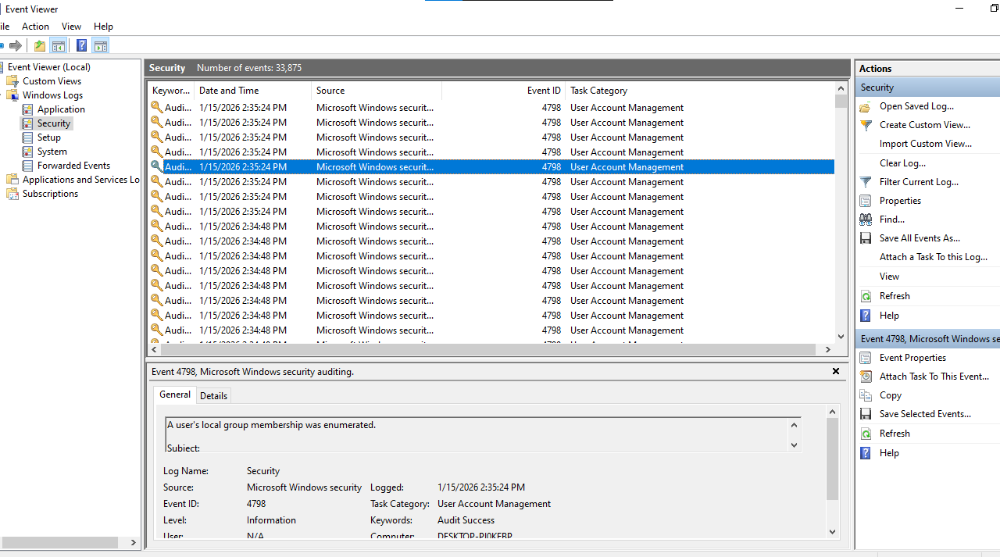 Event Viewer
ile Action View Help
Event Viewer (Local)
Custom Views
Windows Logs
Application
Security
Setup
System
Forwarded Events
Applications and Services Lo
Subscriptions
Security Number of events: 33,875
Keywor... Date and Time Source Event ID Task Category
Audi... 1/15/2026 2:35:24 PM Microsoft Windows securit... 4798 User Account Management
Audi... 1/15/2026 2:35:24 PM Microsoft Windows securit... 4798 User Account Management
Audi... 1/15/2026 2:35:24 PM Microsoft Windows securit... 4798 User Account Management
Audi... 1/15/2026 2:35:24 PM Microsoft Windows securit... 4798 User Account Management
Audi... 1/15/2026 2:35:24 PM Microsoft Windows securit... 4798 User Account Management
Audi... 1/15/2026 2:35:24 PM Microsoft Windows securit... 4798 User Account Management
Audi... 1/15/2026 2:35:24 PM Microsoft Windows securit... 4798 User Account Management
Audi... 1/15/2026 2:35:24 PM Microsoft Windows securit... 4798 User Account Management
Audi... 1/15/2026 2:34:48 PM Microsoft Windows securit... 4798 User Account Management
Audi... 1/15/2026 2:34:48 PM Microsoft Windows securit... 4798 User Account Management
Audi... 1/15/2026 2:34:48 PM Microsoft Windows securit... 4798 User Account Management
Audi... 1/15/2026 2:34:48 PM Microsoft Windows securit... 4798 User Account Management
Audi... 1/15/2026 2:34:48 PM Microsoft Windows securit... 4798 User Account Management
Audi... 1/15/2026 2:34:48 PM Microsoft Windows securit... 4798 User Account Management
Audi... 1/15/2026 2:34:48 PM Microsoft Windows securit... 4798 User Account Management
Audi... 1/15/2026 2:34:48 PM Microsoft Windows securit... 4798 User Account Management
Event 4798, Microsoft Windows security auditing.
General Details
A user's local group membership was enumerated.
Subject:
Log Name: Security
Source: Microsoft Windows security Logged: 1/15/2026 2:35:24 PM
Event ID: 4798 Task Category: User Account Management
Level: Information Keywords: Audit Success
User: N/A Computer:
Actions
Security
Open Saved Log...
Create Custom View...
Import Custom View...
Clear Log...
Filter Current Log...
Properties
Find...
Save All Events As...
Attach a Task To this Log...
View
Refresh
Help
Event 4798, Microsoft Windows se
Event Properties
Attach Task To This Event...
Copy
Save Selected Events...
Refresh
Help